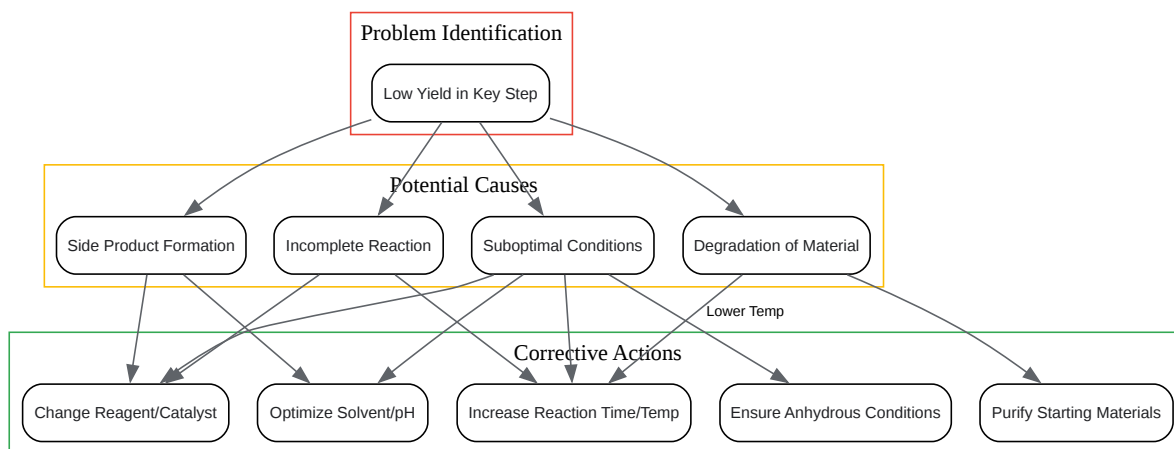 Problem Identification
Low Yield in Key Step
Potential Causes
Side Product Formation
Incomplete Reaction
Suboptimal Conditions
Degradation of Material
Lower Temp
Corrective Actions
Change Reagent/Catalyst
Optimize Solvent/pH
Increase Reaction Time/Temp
Ensure Anhydrous Conditions
Purify Starting Materials